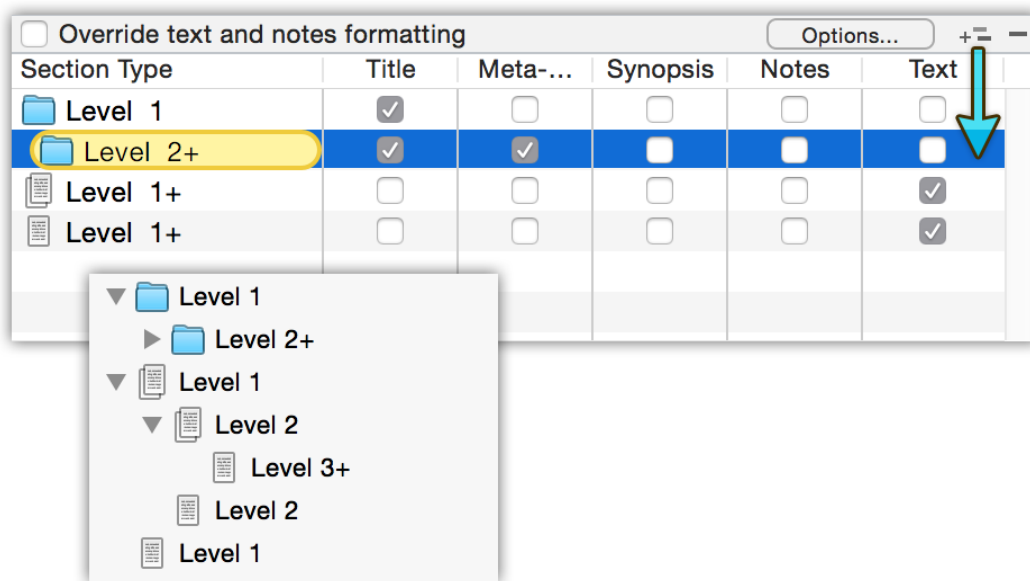 Override text and notes formatting Options...
Section Type Title Meta-... Synopsis Notes Text
Level 1
Level 2+
Level 1+
Level 1+
Level 1
Level 2+
Level 1
Level 2
Level 3+
Level 2
Level 1